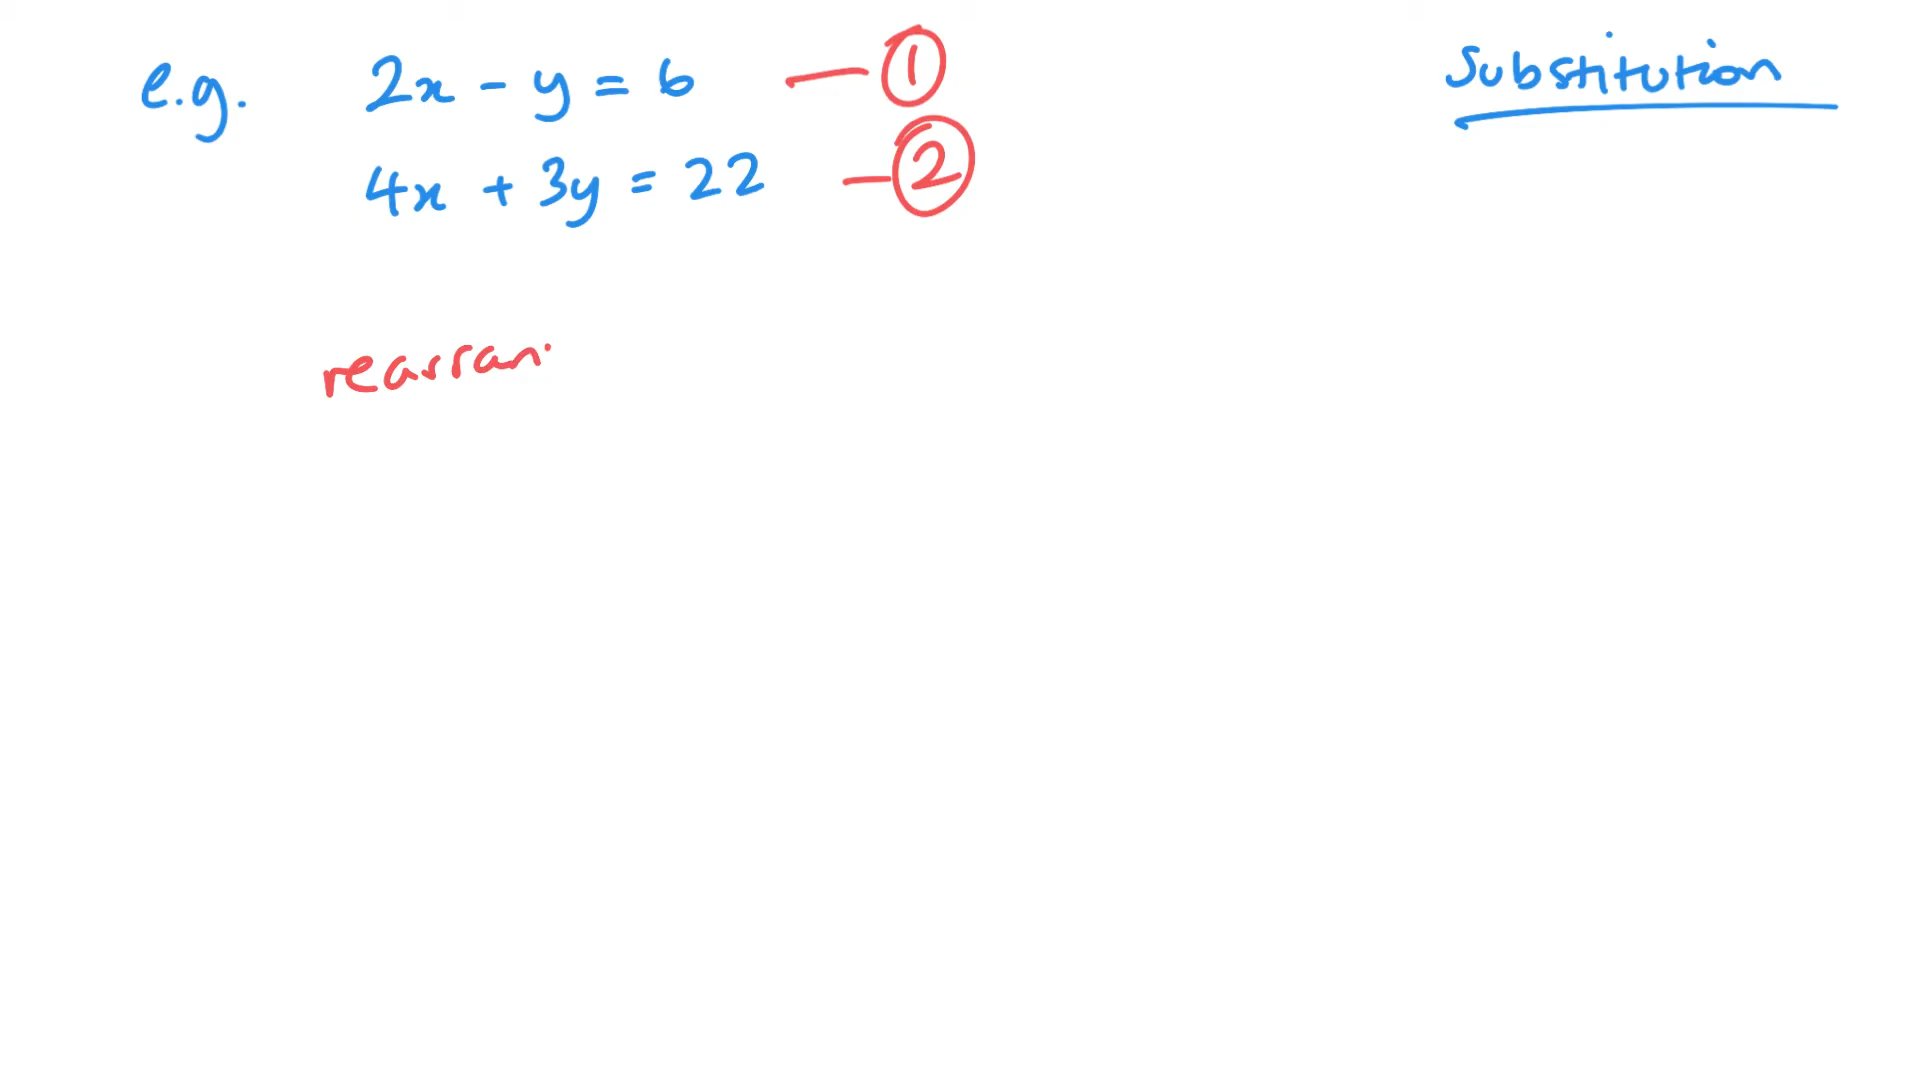 e.g. 2x - y = 6 — ①
4x + 3y = 22 — ②
Substitution
rearran